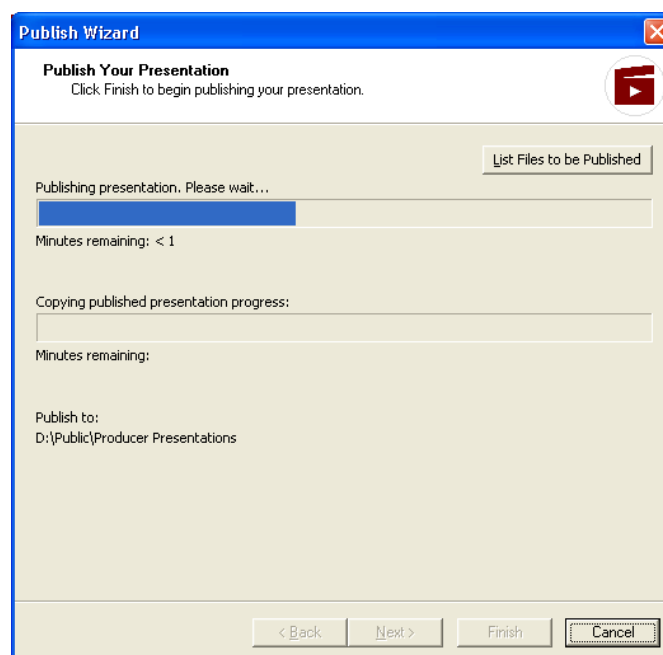 Publish Wizard
Publish Your Presentation
Click Finish to begin publishing your presentation.
List Files to be Published
Publishing presentation. Please wait...
Minutes remaining: < 1
Copying published presentation progress:
Minutes remaining:
Publish to:
D:\Public\Producer Presentations
< Back
Next >
Finish
Cancel